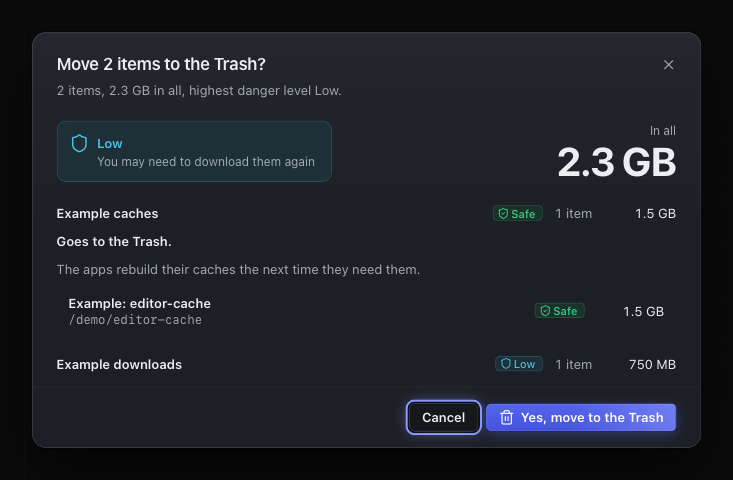 Move 2 items to the Trash?
2 items, 2.3 GB in all, highest danger level Low.
Low
You may need to download them again
In all
2.3 GB
Example caches Safe 1 item 1.5 GB
Goes to the Trash.
The apps rebuild their caches the next time they need them.
Example: editor-cache Safe 1.5 GB
/demo/editor-cache
Example downloads Low 1 item 750 MB
Cancel Yes, move to the Trash